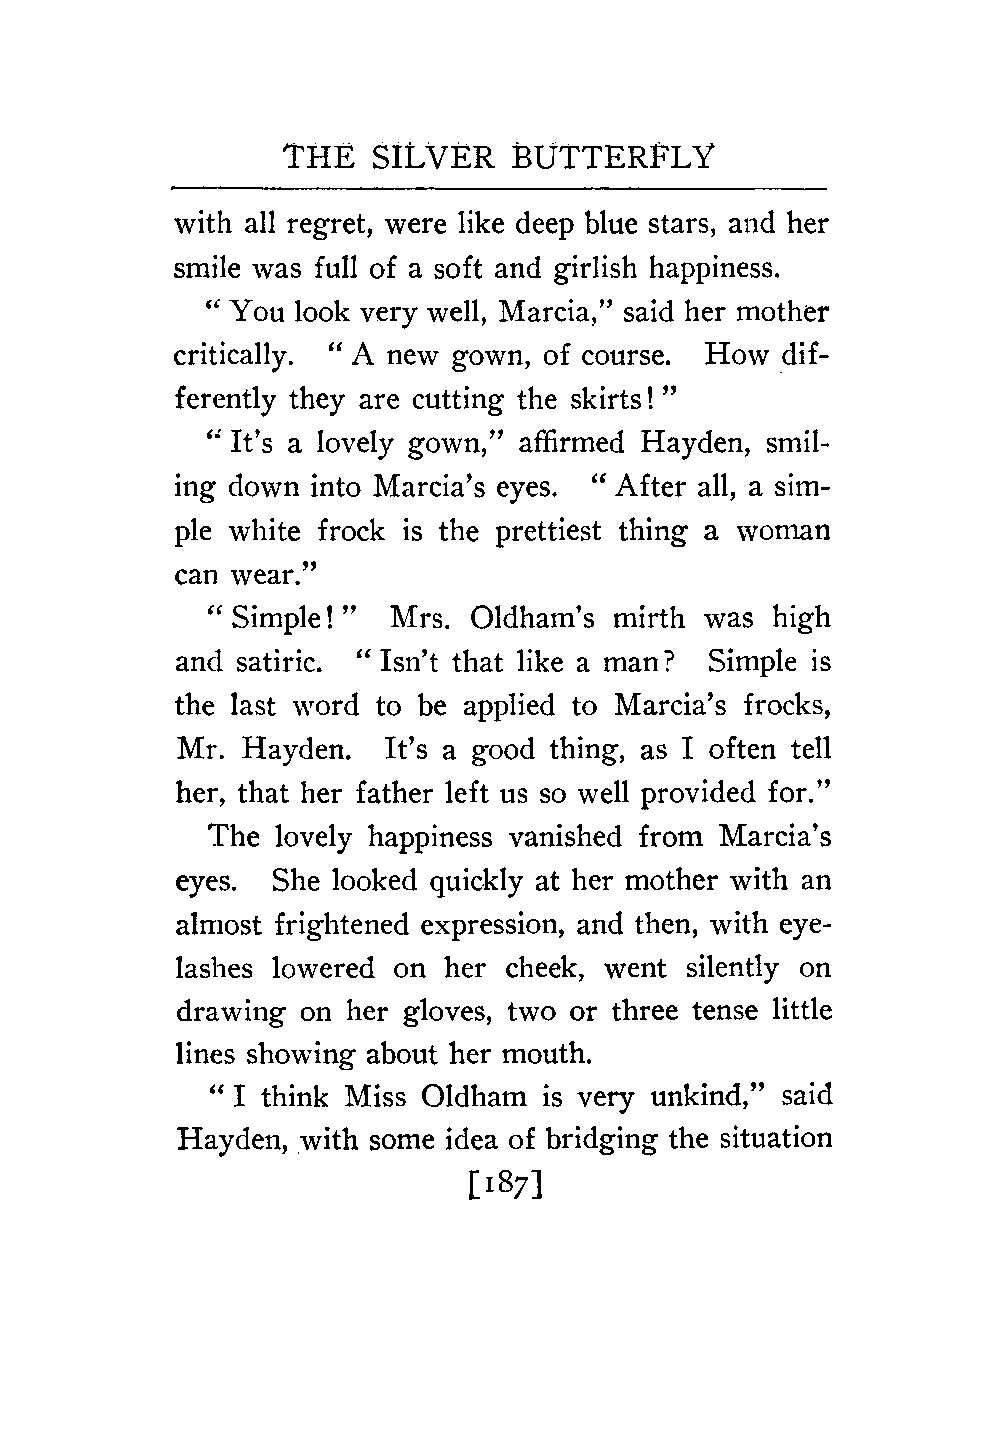 THE SILVER BUTTERFLY
with all regret, were like deep blue stars, and her
smile was full of a soft and girlish happiness.
“ You look very well, Marcia,” said her mother
critically. “ A new gown, of course. How dif-
ferently they are cutting the skirts! ”
“ It’s a lovely gown,” affirmed Hayden, smil-
ing down into Marcia’s eyes. “ After all, a sim-
ple white frock is the prettiest thing a woman
can wear.”
“ Simple! ” Mrs. Oldham’s mirth was high
and satiric. “ Isn’t that like a man? Simple is
the last word to be applied to Marcia’s frocks,
Mr. Hayden. It’s a good thing, as I often tell
her, that her father left us so well provided for.”
The lovely happiness vanished from Marcia’s
eyes. She looked quickly at her mother with an
almost frightened expression, and then, with eye-
lashes lowered on her cheek, went silently on
drawing on her gloves, two or three tense little
lines showing about her mouth.
“ I think Miss Oldham is very unkind,” said
Hayden, with some idea of bridging the situation
[187]